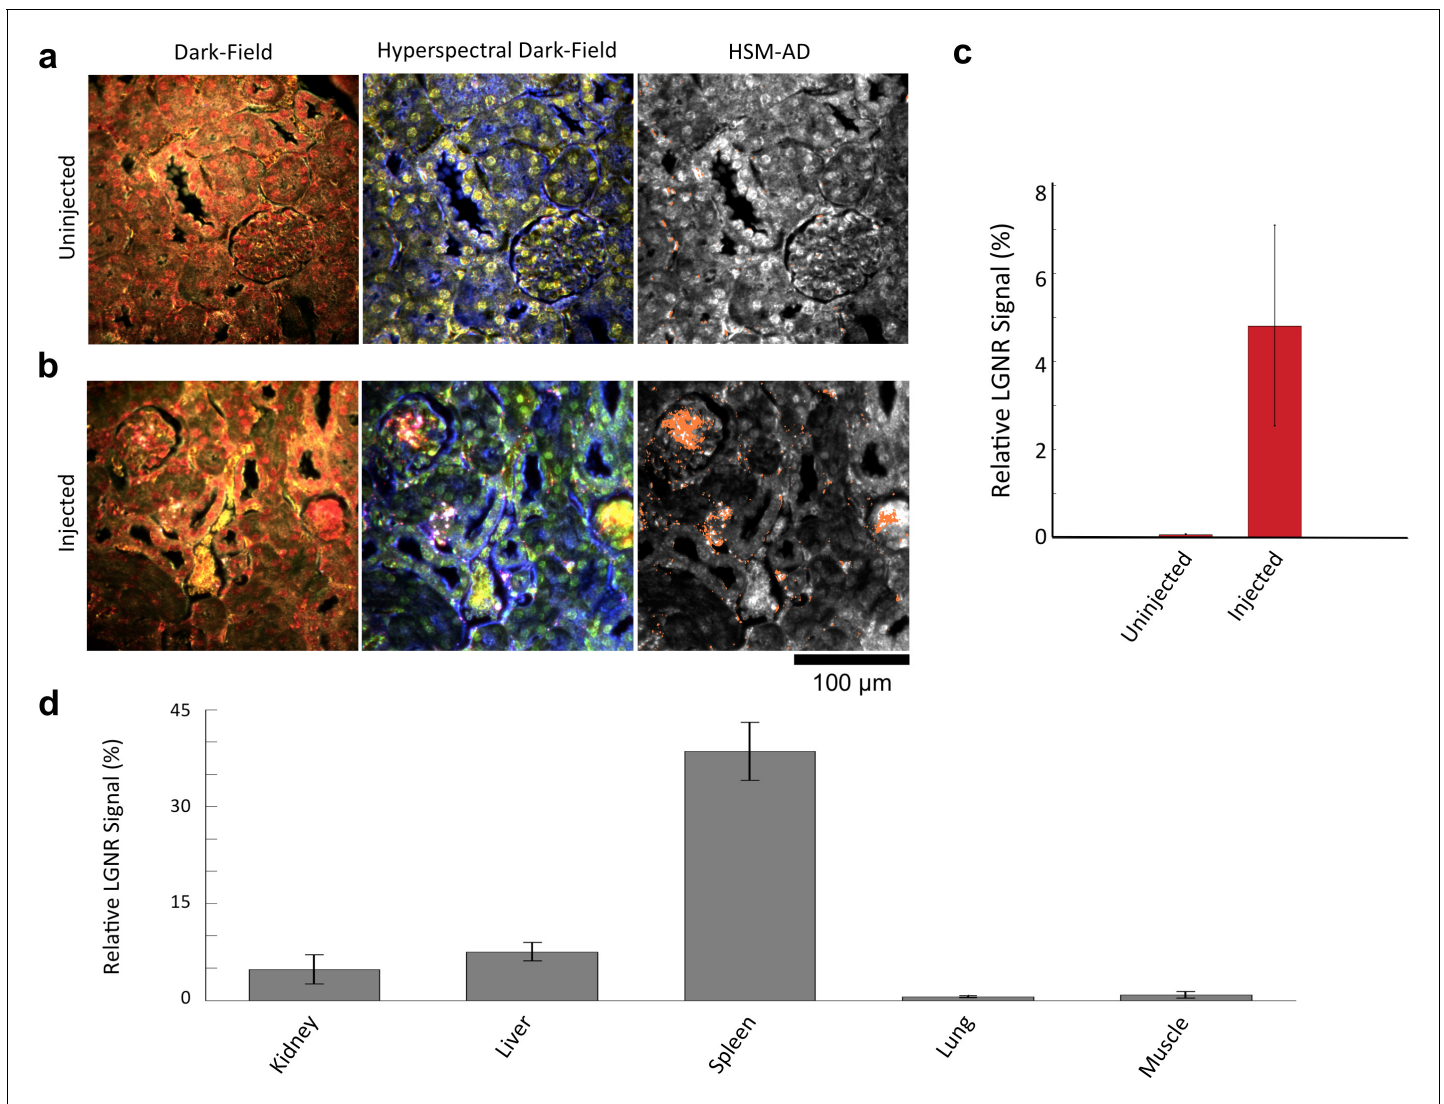 a
Dark-Field
Hyperspectral Dark-Field
HSM-AD
Uninjected
b
Injected
100 µm
c
Relative LGNR Signal (%)
8
6
4
2
0
Uninjected
Injected
d
Relative LGNR Signal (%)
45
30
15
0
Kidney
Liver
Spleen
Lung
Muscle